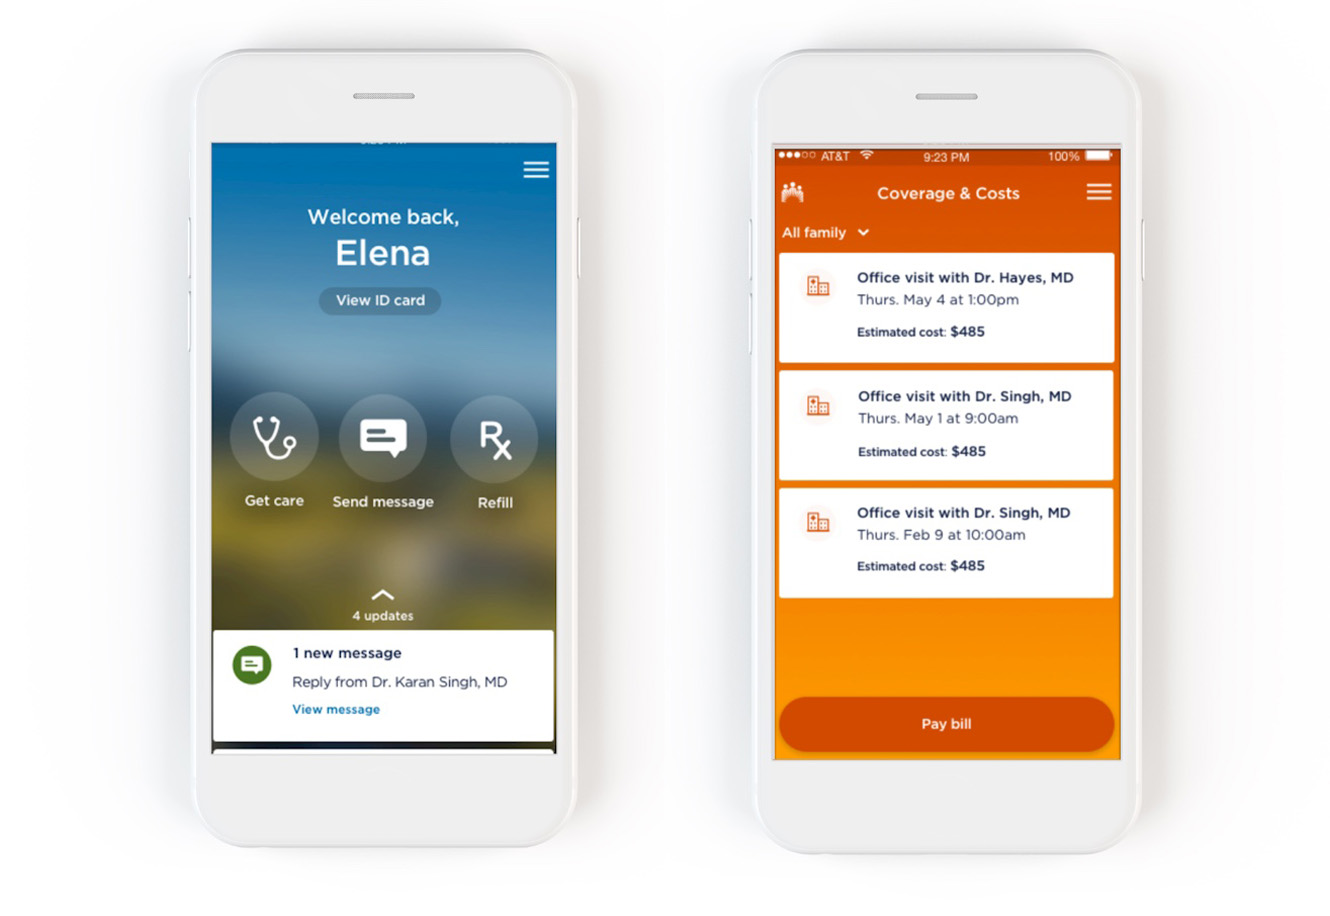 Welcome back,
Elena
View ID card
Get care
Send message
Refill
4 updates
1 new message
Reply from Dr. Karan Singh, MD
View message
AT&T 9:23 PM 100%
Coverage & Costs
All family
Office visit with Dr. Hayes, MD
Thurs. May 4 at 1:00pm
Estimated cost: $485
Office visit with Dr. Singh, MD
Thurs. May 1 at 9:00am
Estimated cost: $485
Office visit with Dr. Singh, MD
Thurs. Feb 9 at 10:00am
Estimated cost: $485
Pay bill